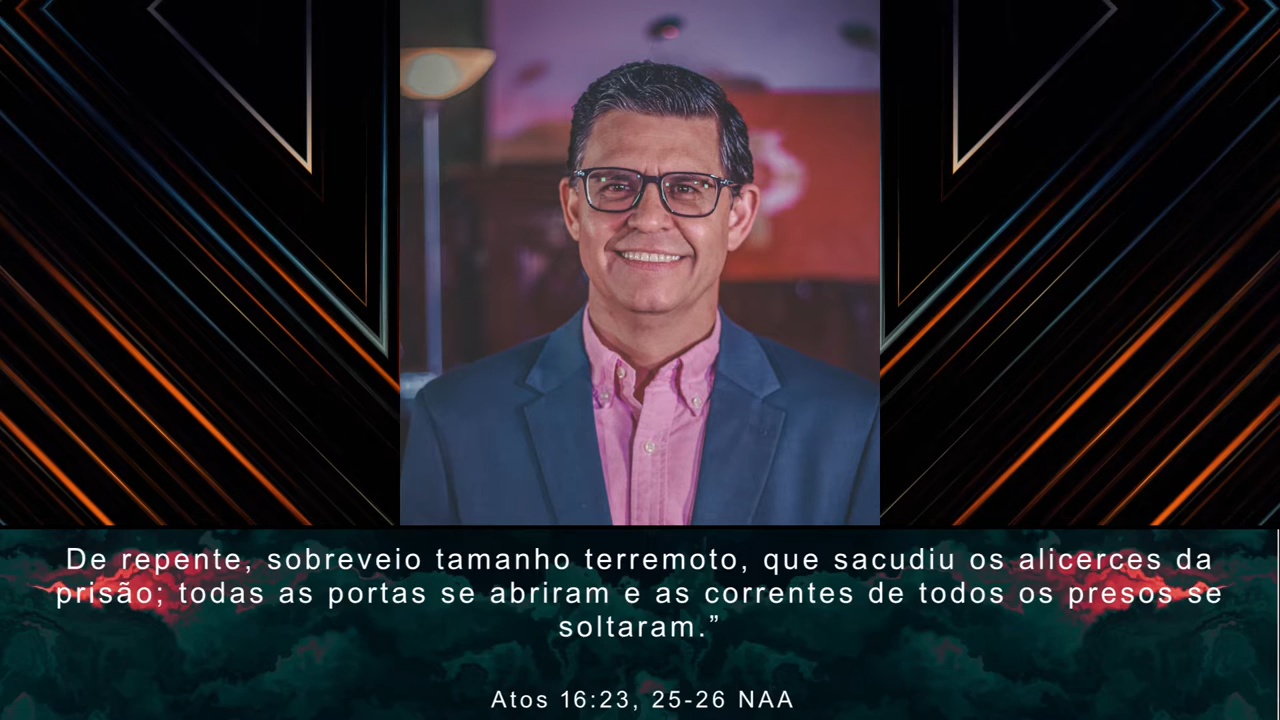 De repente, sobreveio tamanho terremoto, que sacudiu os alicerces da
prisão; todas as portas se abriram e as correntes de todos os presos se
soltaram.”
Atos 16:23, 25-26 NAA